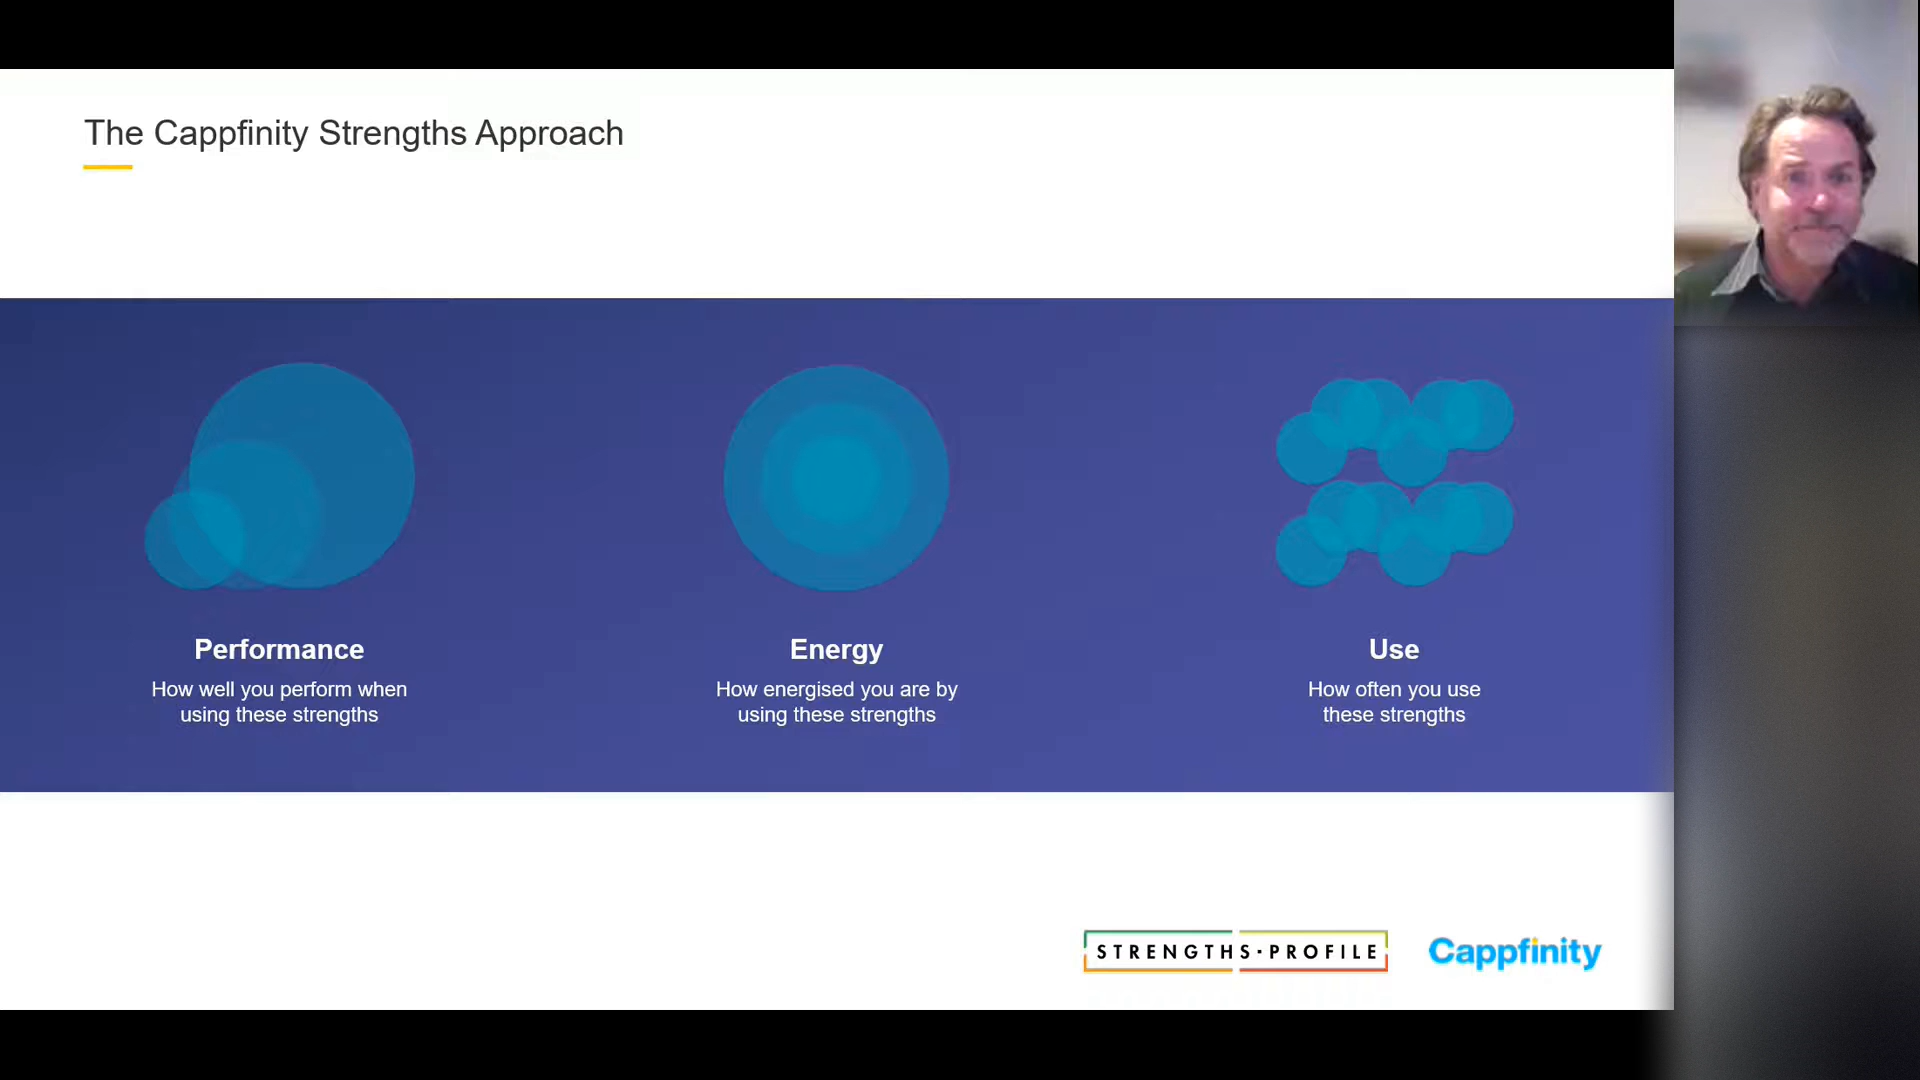 The Cappfinity Strengths Approach
Performance
How well you perform when
using these strengths
Energy
How energised you are by
using these strengths
Use
How often you use
these strengths
STRENGTHS·PROFILE
Cappfinity